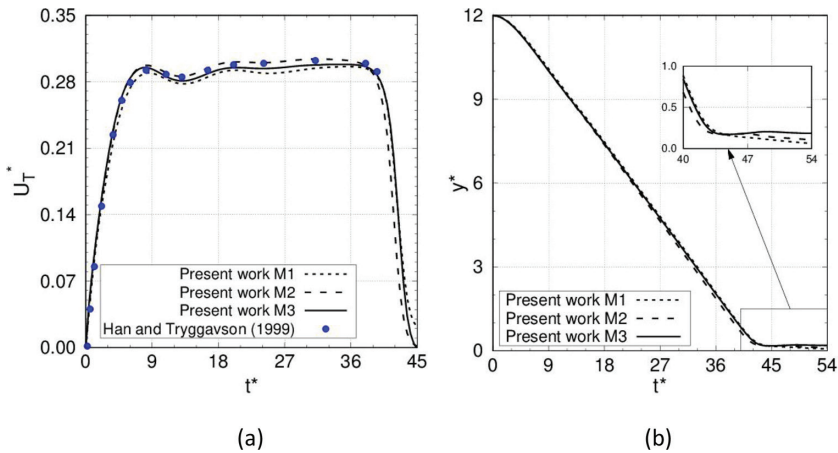 0.35
0.28
0.21
0.14
0.07
0.00
U_T*
Present work M1
Present work M2
Present work M3
Han and Tryggavson (1999)
0 9 18 27 36 45
t*
(a)
12
9
6
3
0
y*
1.0
0.5
0.0
40 47 54
Present work M1
Present work M2
Present work M3
0 9 18 27 36 45 54
t*
(b)